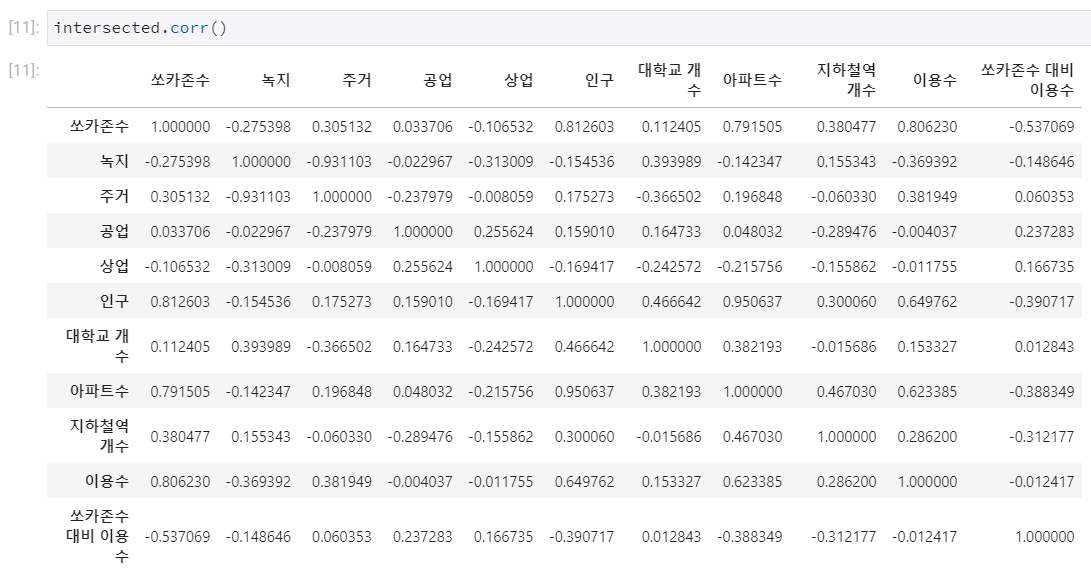 [11]: intersected.corr()
[11]:
쏘카존수 녹지 주거 공업 상업 인구 대학교 개수 아파트수 지하철역 개수 이용수 쏘카존수 대비 이용수
쏘카존수 1.000000 -0.275398 0.305132 0.033706 -0.106532 0.812603 0.112405 0.791505 0.380477 0.806230 -0.537069
녹지 -0.275398 1.000000 -0.931103 -0.022967 -0.313009 -0.154536 0.393989 -0.142347 0.155343 -0.369392 -0.148646
주거 0.305132 -0.931103 1.000000 -0.237979 -0.008059 0.175273 -0.366502 0.196848 -0.060330 0.381949 0.060353
공업 0.033706 -0.022967 -0.237979 1.000000 0.255624 0.159010 0.164733 0.048032 -0.289476 -0.004037 0.237283
상업 -0.106532 -0.313009 -0.008059 0.255624 1.000000 -0.169417 -0.242572 -0.215756 -0.155862 -0.011755 0.166735
인구 0.812603 -0.154536 0.175273 0.159010 -0.169417 1.000000 0.466642 0.950637 0.300060 0.649762 -0.390717
대학교 개수 0.112405 0.393989 -0.366502 0.164733 -0.242572 0.466642 1.000000 0.382193 -0.015686 0.153327 0.012843
아파트수 0.791505 -0.142347 0.196848 0.048032 -0.215756 0.950637 0.382193 1.000000 0.467030 0.623385 -0.388349
지하철역 개수 0.380477 0.155343 -0.060330 -0.289476 -0.155862 0.300060 -0.015686 0.467030 1.000000 0.286200 -0.312177
이용수 0.806230 -0.369392 0.381949 -0.004037 -0.011755 0.649762 0.153327 0.623385 0.286200 1.000000 -0.012417
쏘카존수 대비 이용수 -0.537069 -0.148646 0.060353 0.237283 0.166735 -0.390717 0.012843 -0.388349 -0.312177 -0.012417 1.000000